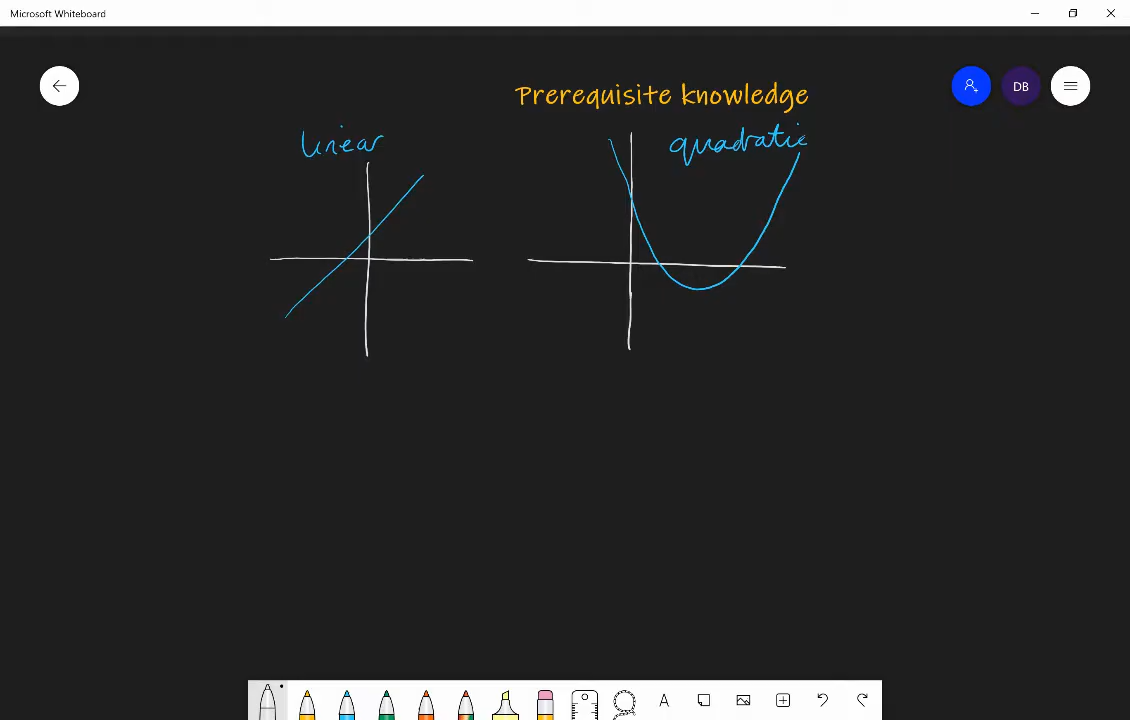 Microsoft Whiteboard
Prerequisite knowledge
DB
linear
quadratic
A